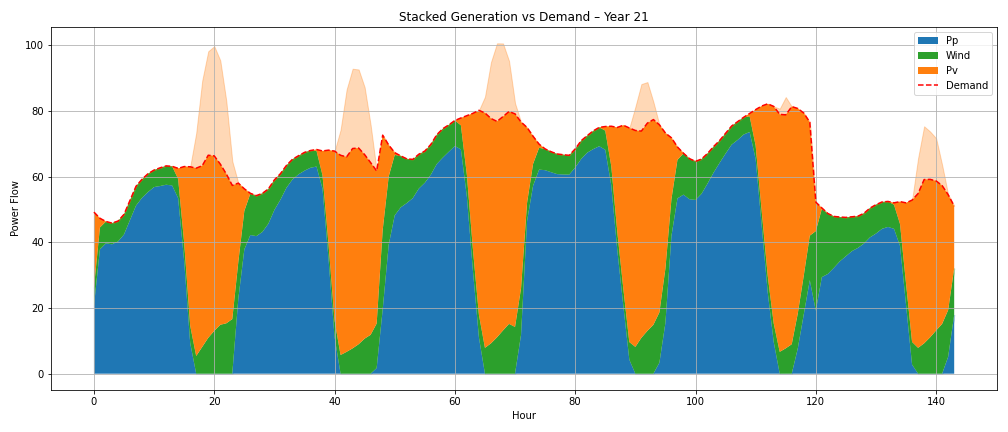 Stacked Generation vs Demand – Year 21
Pp
Wind
Pv
Demand
Power Flow
100
80
60
40
20
0
0 20 40 60 80 100 120 140
Hour